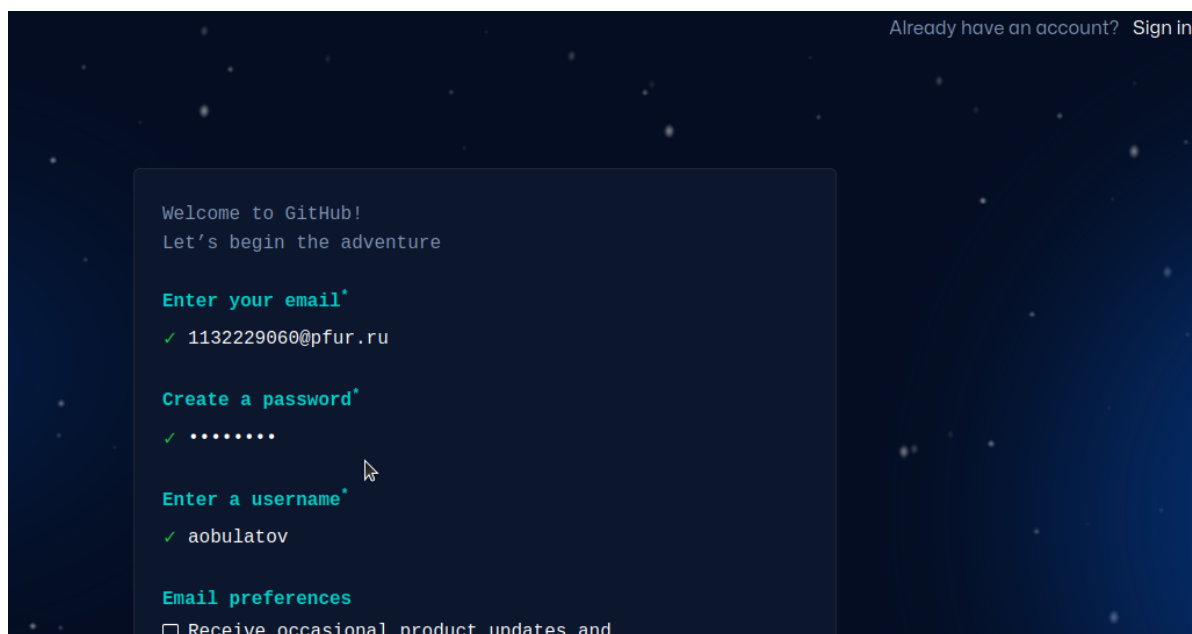 Already have an account? Sign in
Welcome to GitHub!
Let’s begin the adventure
Enter your email*
✓ 1132229060@pfur.ru
Create a password*
✓ ••••••••
Enter a username*
✓ aobulatov
Email preferences
Receive occasional product updates and